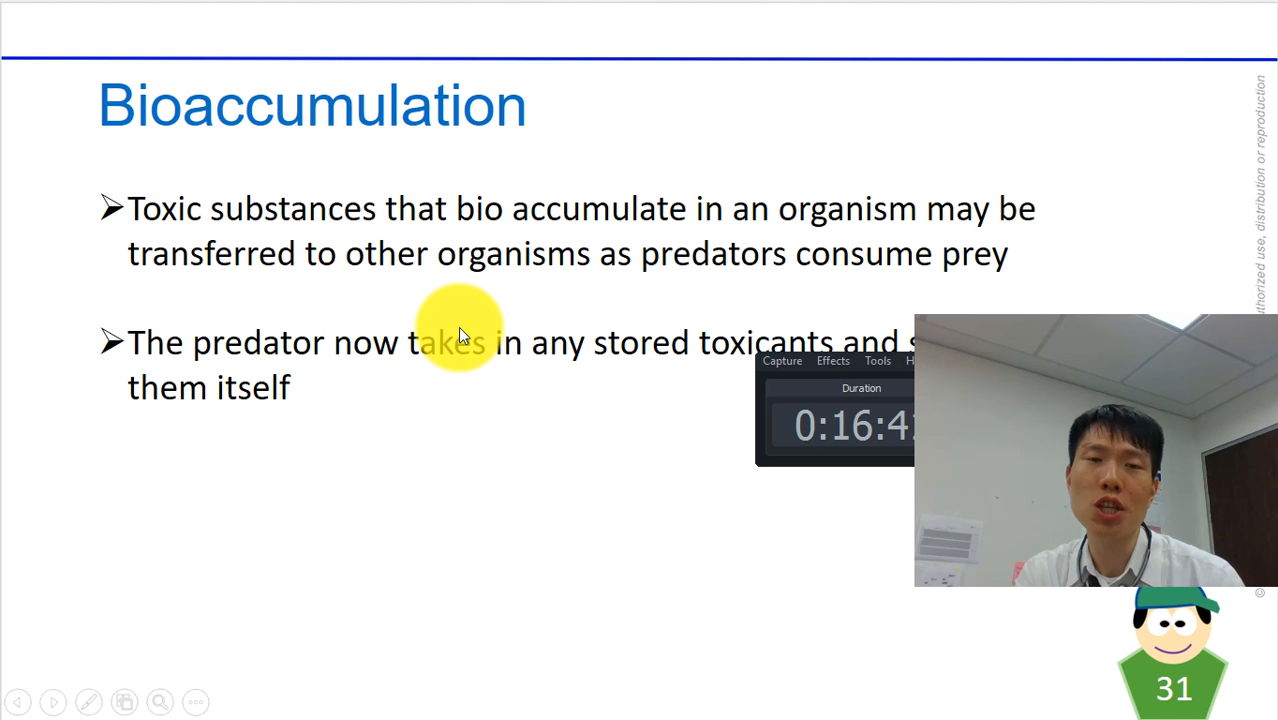 Bioaccumulation
➢Toxic substances that bio accumulate in an organism may be
transferred to other organisms as predators consume prey
➢The predator now takes in any stored toxicants and
them itself
Capture Effects Tools
Duration
0:16:4
authorized use, distribution or reproduction
©
31